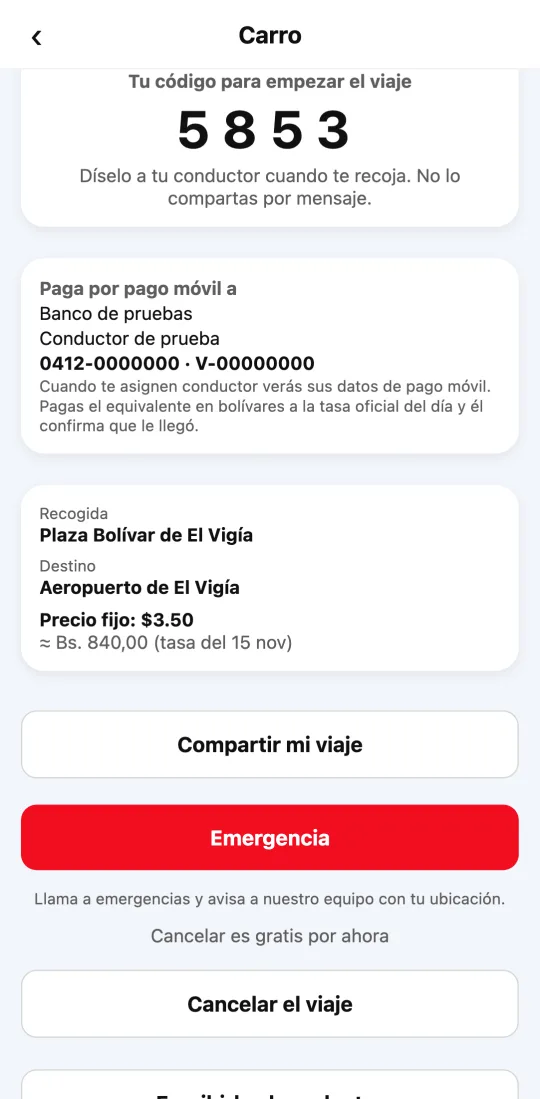 Carro
Tu código para empezar el viaje
5 8 5 3
Díselo a tu conductor cuando te recoja. No lo
compartas por mensaje.
Paga por pago móvil a
Banco de pruebas
Conductor de prueba
0412-0000000 · V-00000000
Cuando te asignen conductor verás sus datos de pago móvil.
Pagas el equivalente en bolívares a la tasa oficial del día y él
confirma que le llegó.
Recogida
Plaza Bolívar de El Vigía
Destino
Aeropuerto de El Vigía
Precio fijo: $3.50
≈ Bs. 840,00 (tasa del 15 nov)
Compartir mi viaje
Emergencia
Llama a emergencias y avisa a nuestro equipo con tu ubicación.
Cancelar es gratis por ahora
Cancelar el viaje